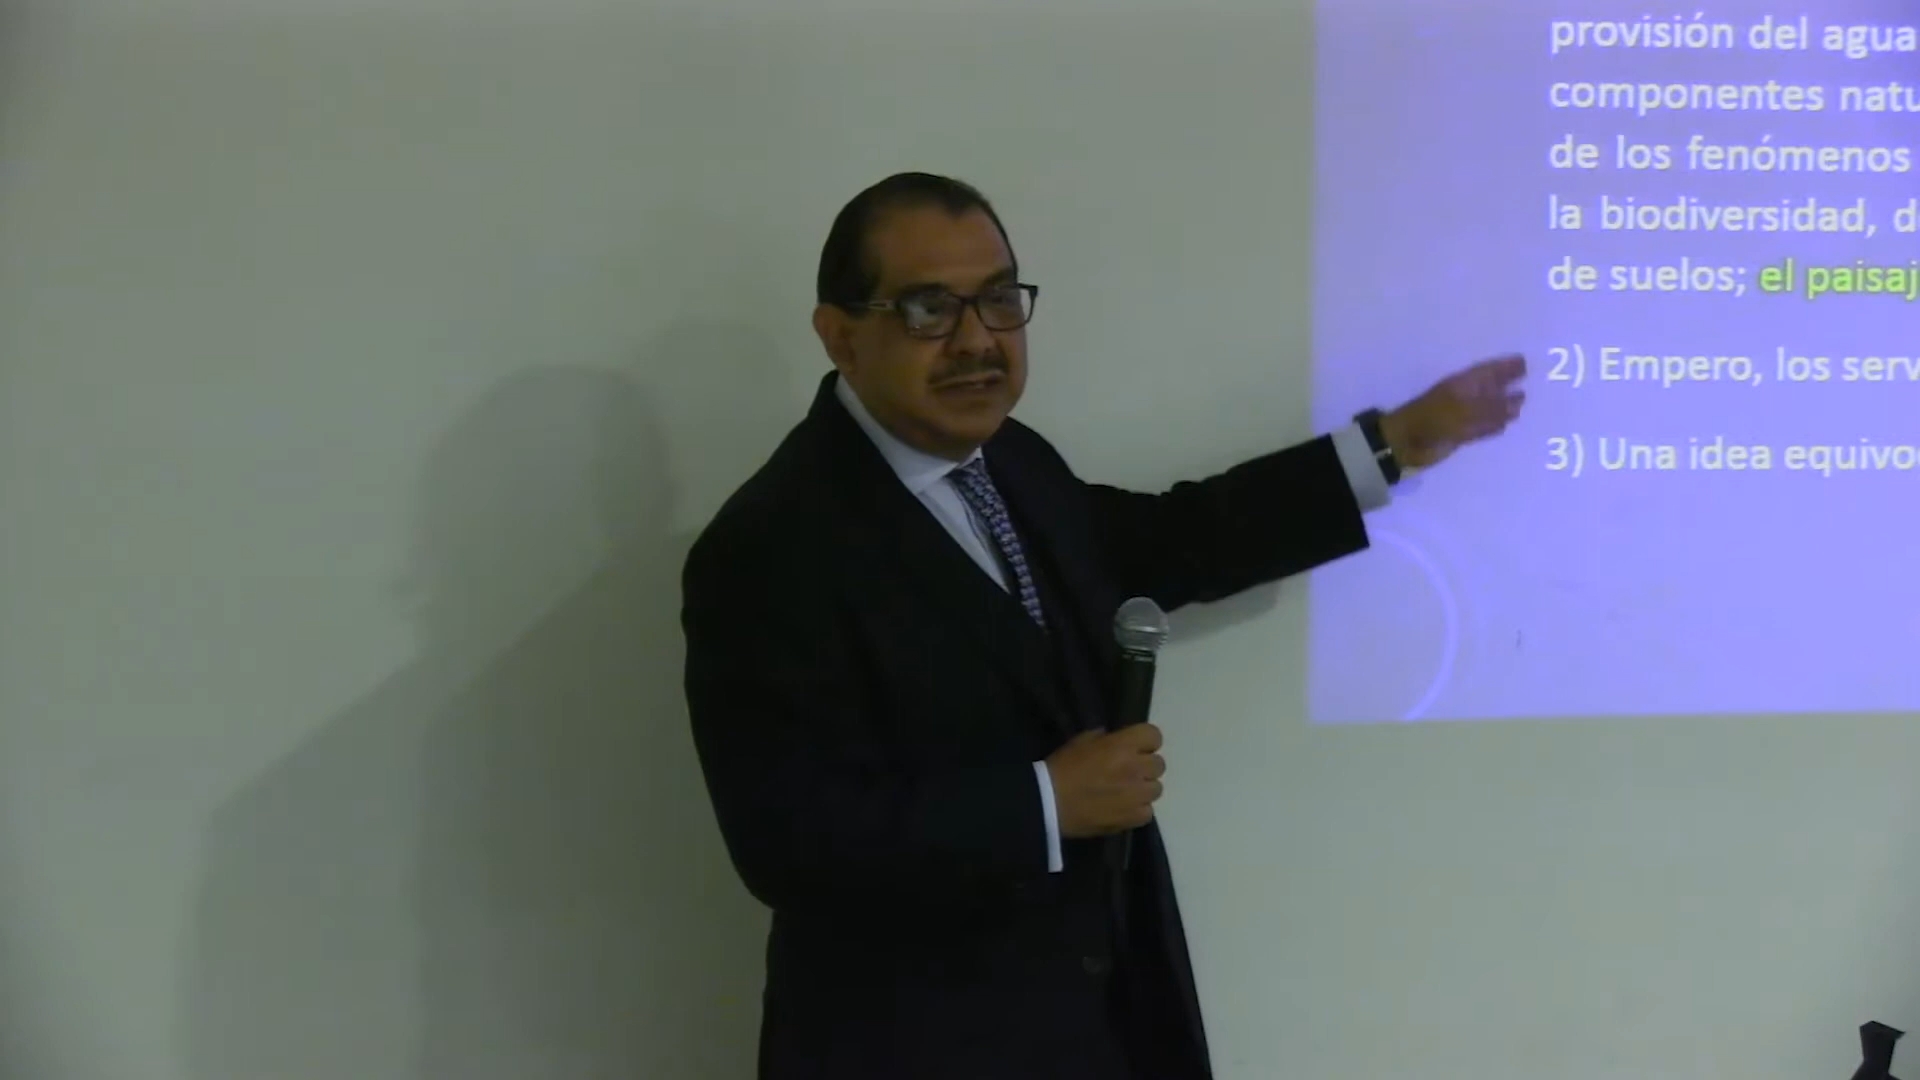 provisión del agua
componentes natu
de los fenómenos
la biodiversidad, d
de suelos; el paisaj
2) Empero, los serv
3) Una idea equivo